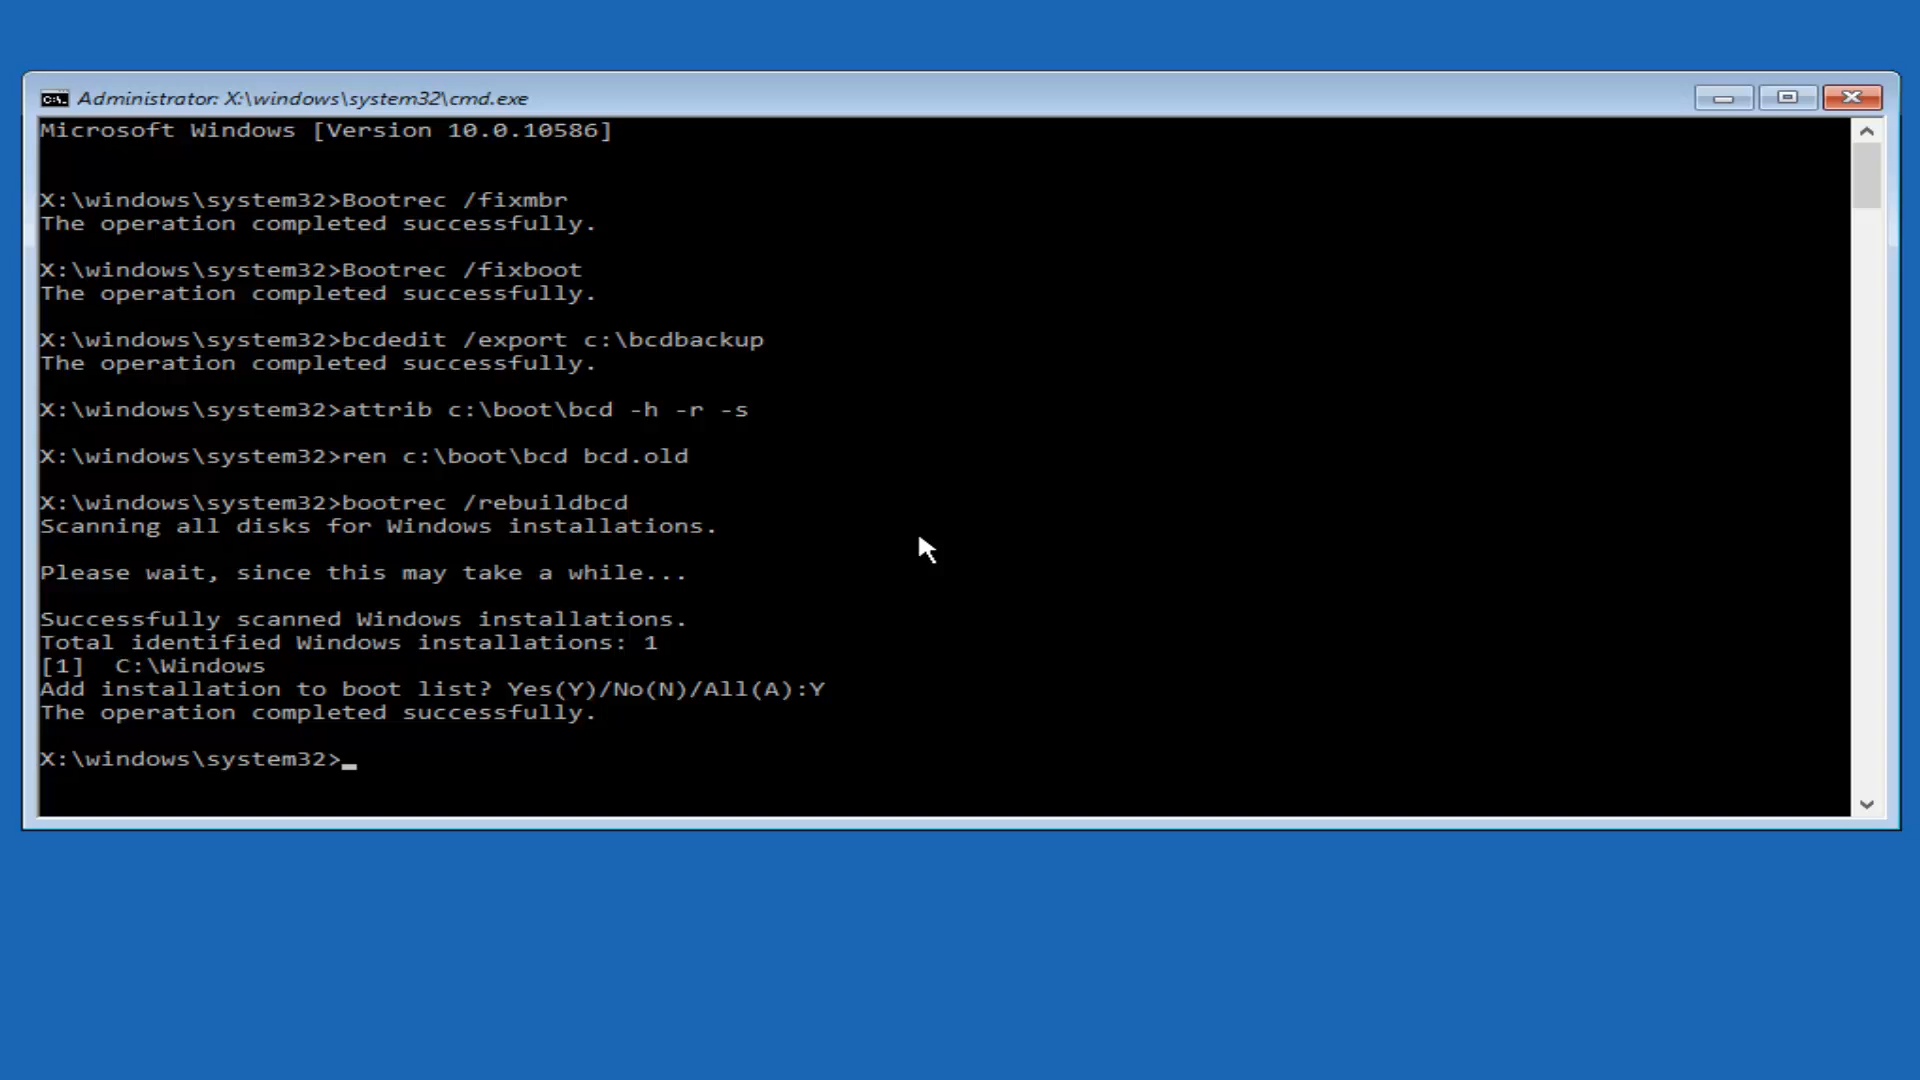 Administrator: X:\windows\system32\cmd.exe
Microsoft Windows [Version 10.0.10586]
X:\windows\system32>Bootrec /fixmbr
The operation completed successfully.
X:\windows\system32>Bootrec /fixboot
The operation completed successfully.
X:\windows\system32>bcdedit /export c:\bcdbackup
The operation completed successfully.
X:\windows\system32>attrib c:\boot\bcd -h -r -s
X:\windows\system32>ren c:\boot\bcd bcd.old
X:\windows\system32>bootrec /rebuildbcd
Scanning all disks for Windows installations.
Please wait, since this may take a while...
Successfully scanned Windows installations.
Total identified Windows installations: 1
[1]  C:\Windows
Add installation to boot list? Yes(Y)/No(N)/All(A):Y
The operation completed successfully.
X:\windows\system32>_